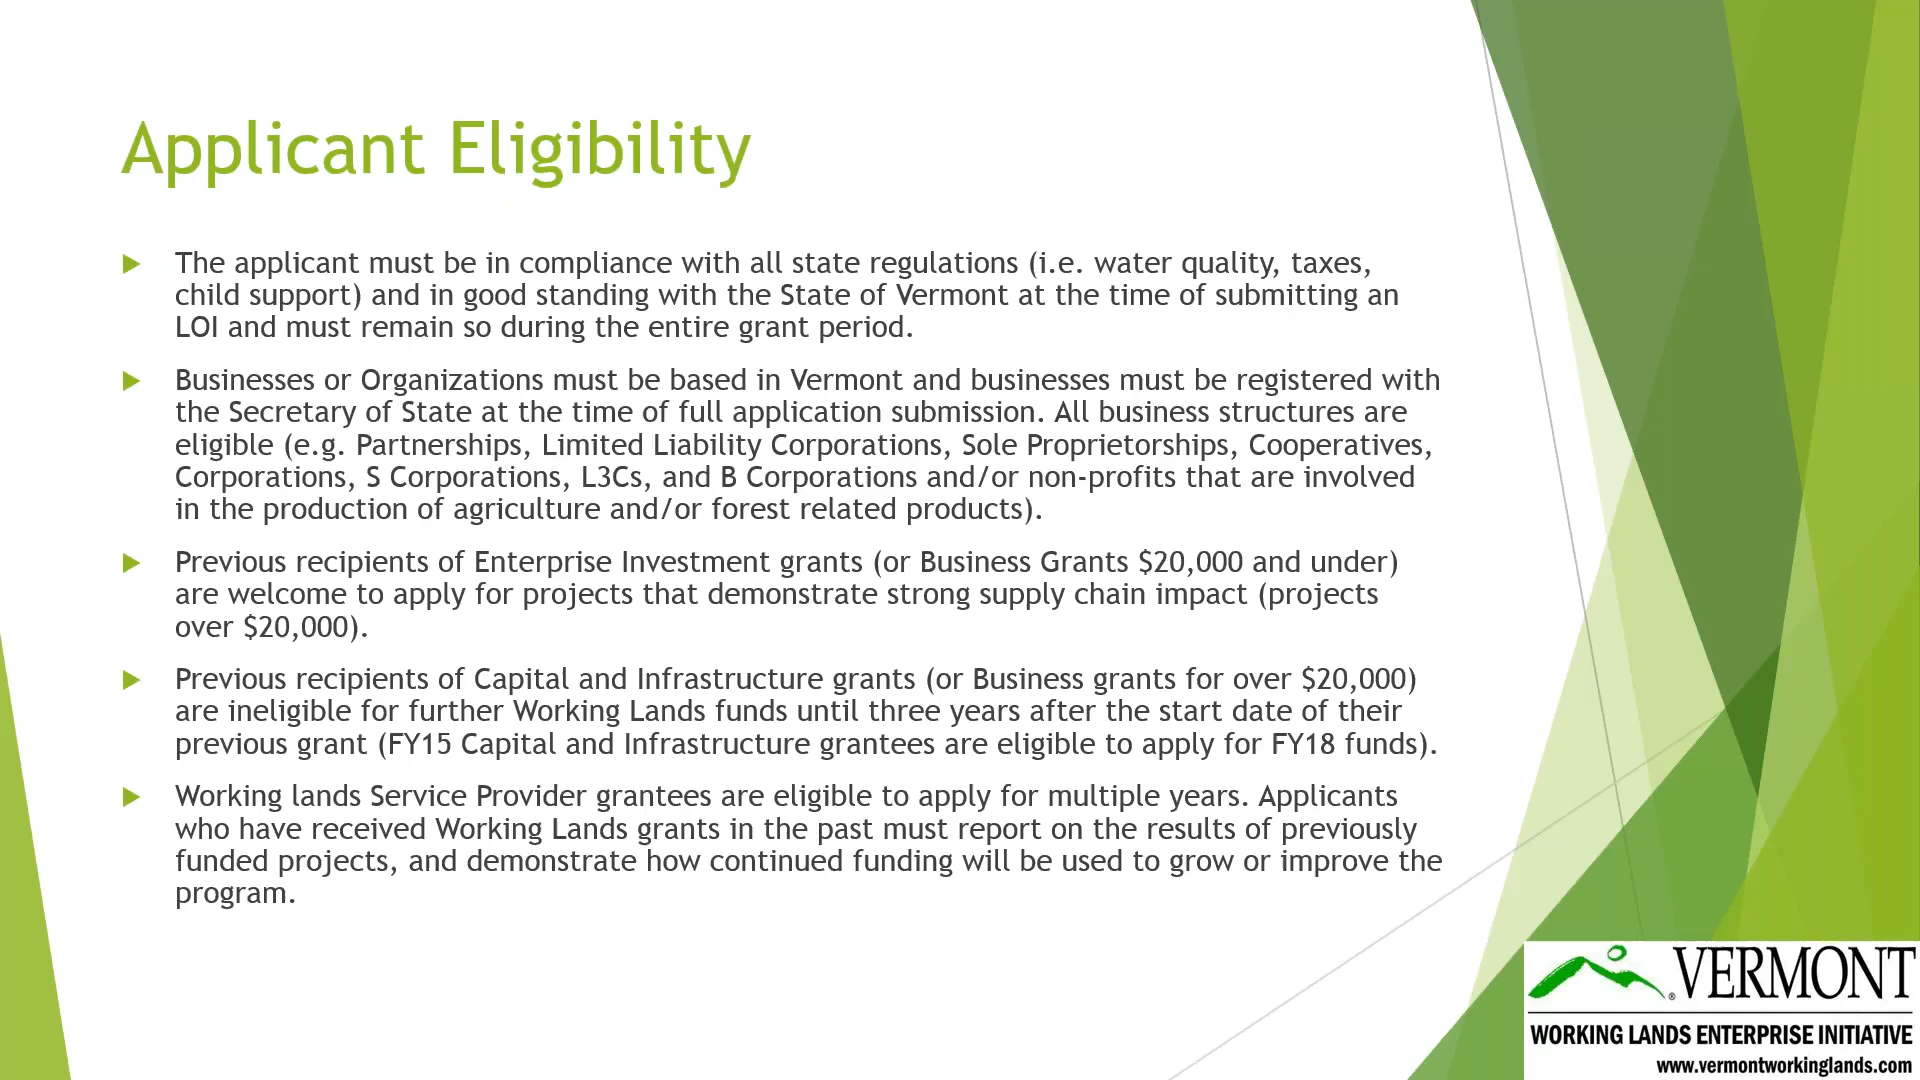 Applicant Eligibility
The applicant must be in compliance with all state regulations (i.e. water quality, taxes,
child support) and in good standing with the State of Vermont at the time of submitting an
LOI and must remain so during the entire grant period.
Businesses or Organizations must be based in Vermont and businesses must be registered with
the Secretary of State at the time of full application submission. All business structures are
eligible (e.g. Partnerships, Limited Liability Corporations, Sole Proprietorships, Cooperatives,
Corporations, S Corporations, L3Cs, and B Corporations and/or non-profits that are involved
in the production of agriculture and/or forest related products).
Previous recipients of Enterprise Investment grants (or Business Grants $20,000 and under)
are welcome to apply for projects that demonstrate strong supply chain impact (projects
over $20,000).
Previous recipients of Capital and Infrastructure grants (or Business grants for over $20,000)
are ineligible for further Working Lands funds until three years after the start date of their
previous grant (FY15 Capital and Infrastructure grantees are eligible to apply for FY18 funds).
Working lands Service Provider grantees are eligible to apply for multiple years. Applicants
who have received Working Lands grants in the past must report on the results of previously
funded projects, and demonstrate how continued funding will be used to grow or improve the
program.
® VERMONT
WORKING LANDS ENTERPRISE INITIATIVE
www.vermontworkinglands.com